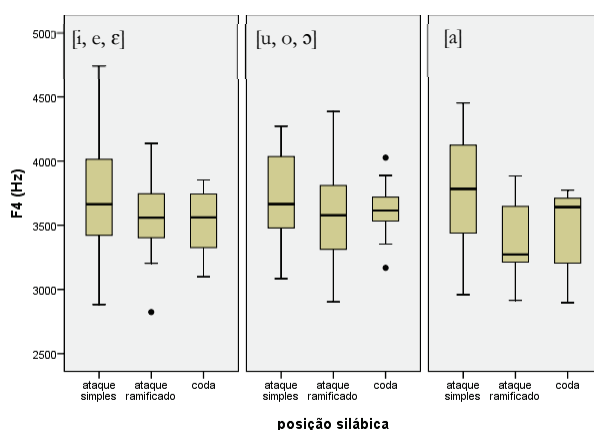 [i, e, ɛ]
[u, o, ɔ]
[a]
5000
4500
4000
3500
3000
2500
F4 (Hz)
ataque simples
ataque ramificado
coda
ataque simples
ataque ramificado
coda
ataque simples
ataque ramificado
coda
posição silábica